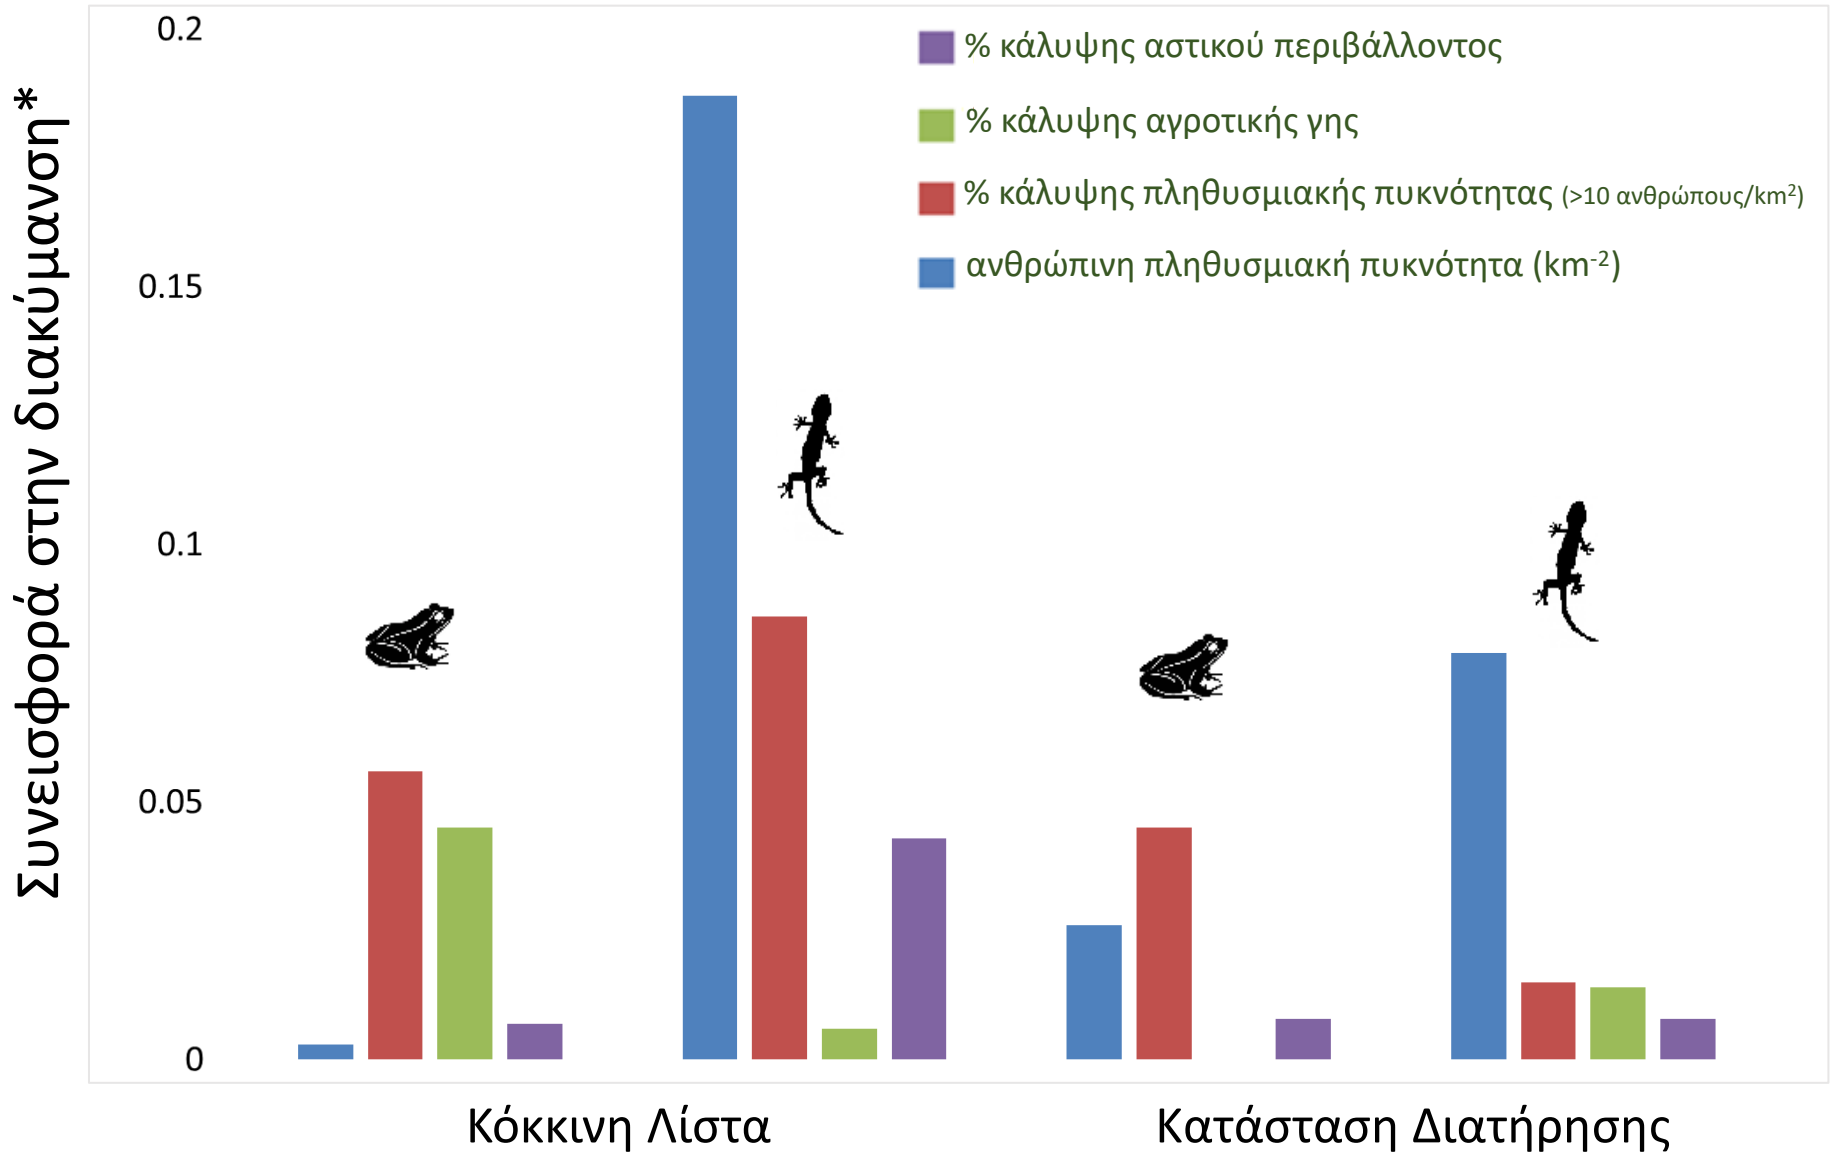 Συνεισφορά στην διακύμανση*
0.2
0.15
0.1
0.05
0
% κάλυψης αστικού περιβάλλοντος
% κάλυψης αγροτικής γης
% κάλυψης πληθυσμιακής πυκνότητας (>10 ανθρώπους/km²)
ανθρώπινη πληθυσμιακή πυκνότητα (km⁻²)
Κόκκινη Λίστα
Κατάσταση Διατήρησης